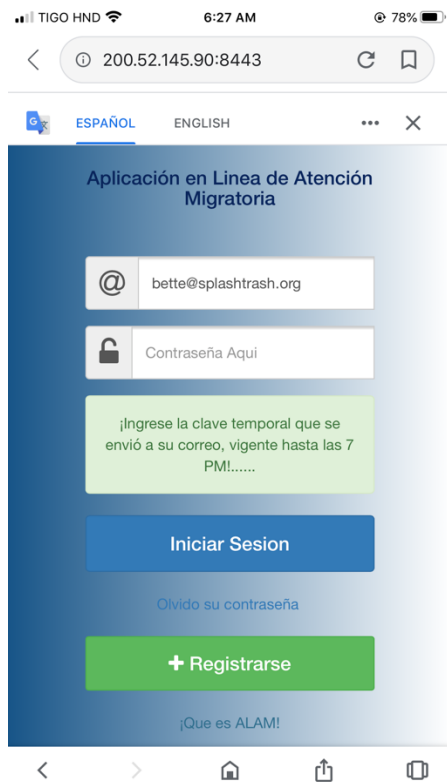 TIGO HND 6:27 AM 78%
200.52.145.90:8443
ESPAÑOL ENGLISH
Aplicación en Linea de Atención
Migratoria
@ bette@splashtrash.org
Contraseña Aqui
¡Ingrese la clave temporal que se
envió a su correo, vigente hasta las 7
PM!......
Iniciar Sesion
Olvido su contraseña
+ Registrarse
¡Que es ALAM!